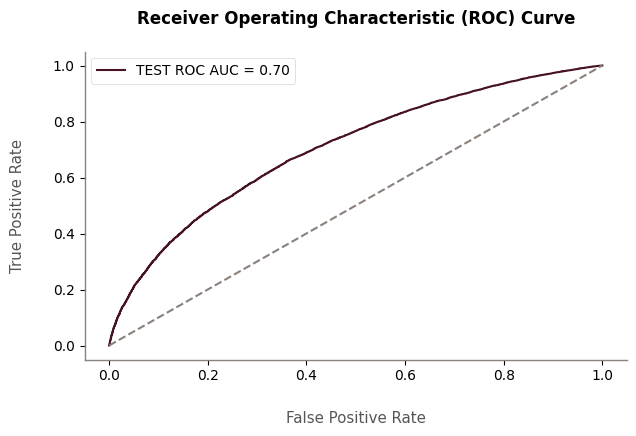 Receiver Operating Characteristic (ROC) Curve
TEST ROC AUC = 0.70
True Positive Rate
1.0
0.8
0.6
0.4
0.2
0.0
0.0 0.2 0.4 0.6 0.8 1.0
False Positive Rate